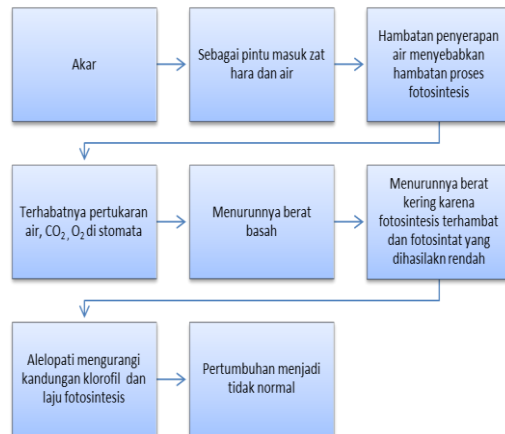 Akar
Sebagai pintu masuk zat
hara dan air
Hambatan penyerapan
air menyebabkan
hambatan proses
fotosintesis
Terhabatnya pertukaran
air, CO₂, O₂ di stomata
Menurunnya berat
basah
Menurunnya berat
kering karena
fotosintesis terhambat
dan fotosintat yang
dihasilakn rendah
Alelopati mengurangi
kandungan klorofil dan
laju fotosintesis
Pertumbuhan menjadi
tidak normal